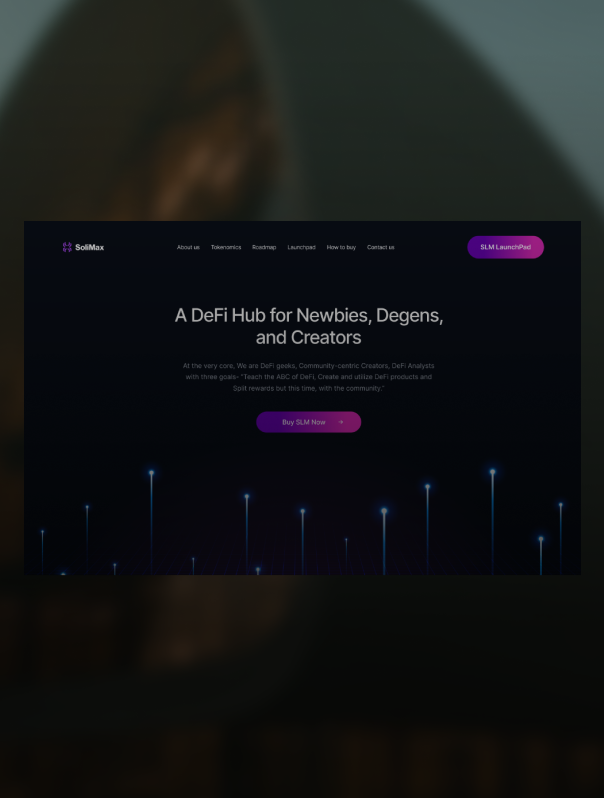 SoliMax
About us Tokenomics Roadmap Launchpad How to buy Contact us
SLM LaunchPad
A DeFi Hub for Newbies, Degens,
and Creators
At the very core, We are DeFi geeks, Community-centric Creators, DeFi Analysts
with three goals- "Teach the ABC of DeFi, Create and utilize DeFi products and
Split rewards but this time, with the community."
Buy SLM Now